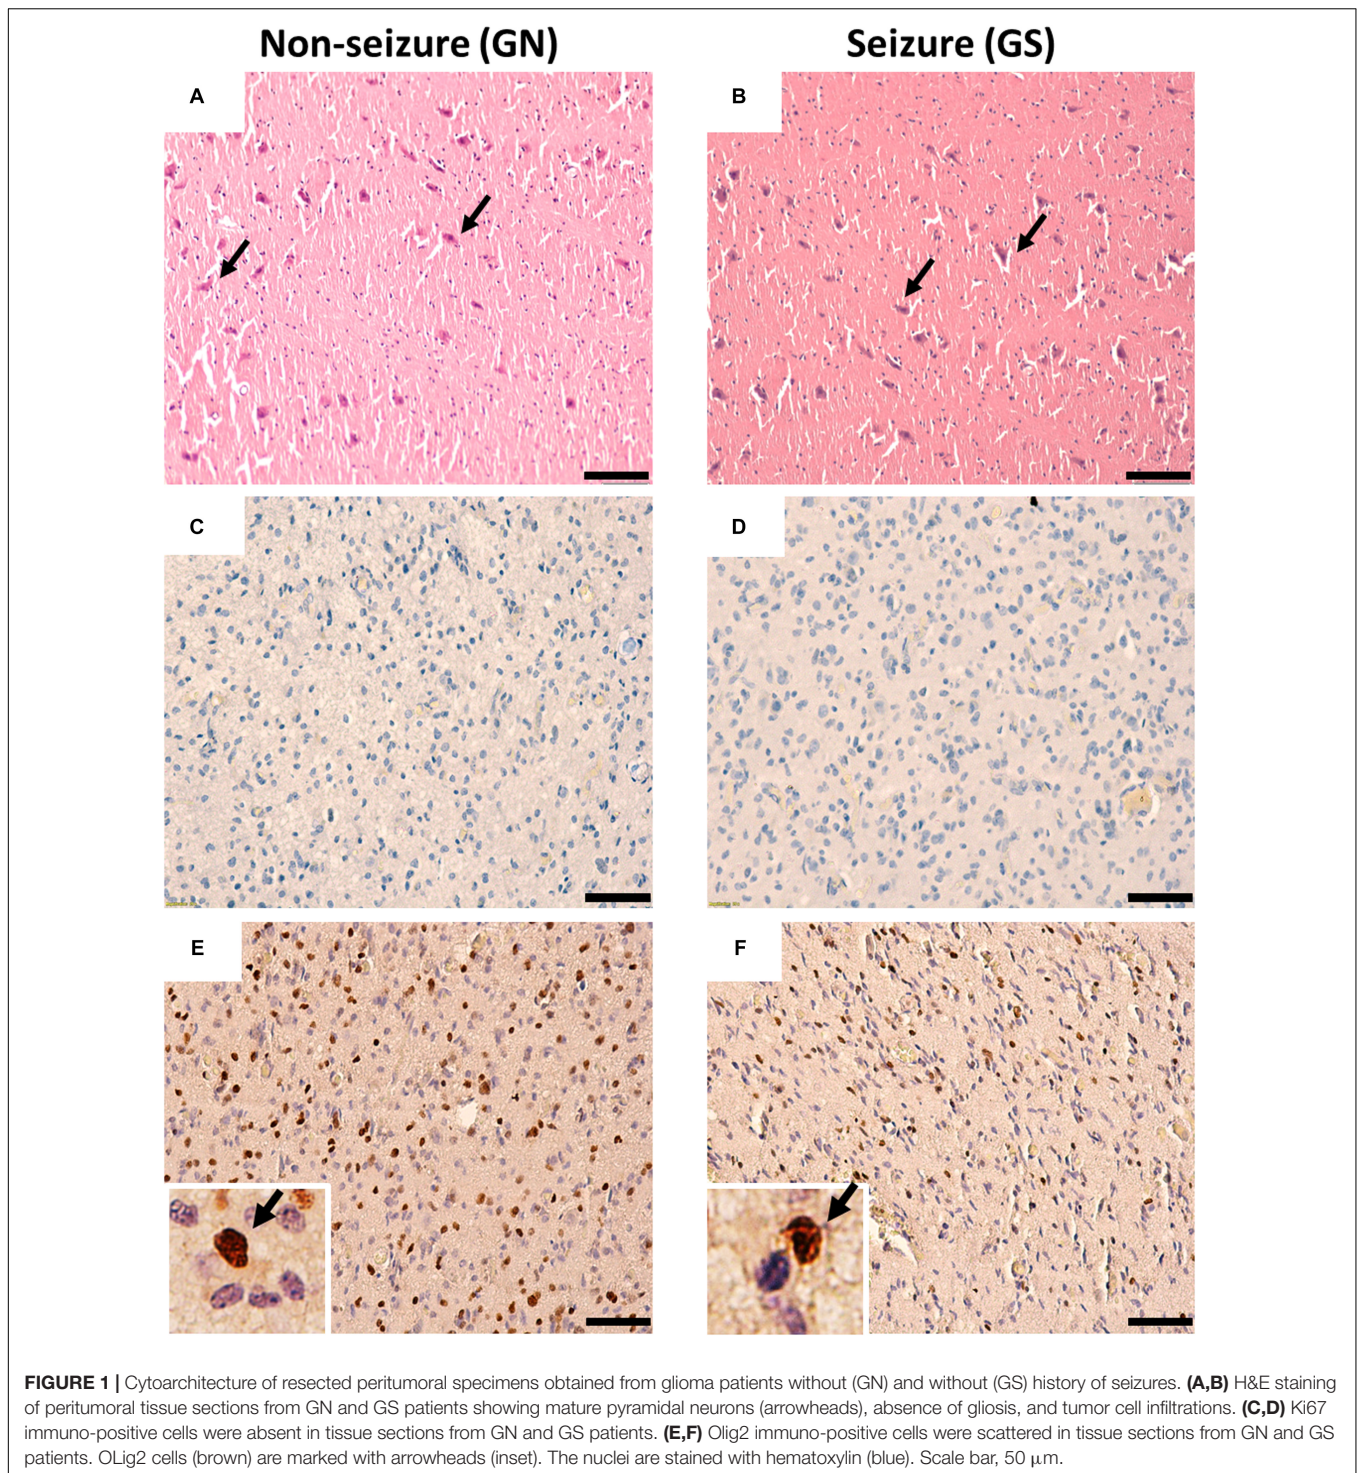 Non-seizure (GN)
Seizure (GS)
A
B
C
D
E
F
FIGURE 1 | Cytoarchitecture of resected peritumoral specimens obtained from glioma patients without (GN) and without (GS) history of seizures. (A,B) H&E staining
of peritumoral tissue sections from GN and GS patients showing mature pyramidal neurons (arrowheads), absence of gliosis, and tumor cell infiltrations. (C,D) Ki67
immuno-positive cells were absent in tissue sections from GN and GS patients. (E,F) Olig2 immuno-positive cells were scattered in tissue sections from GN and GS
patients. OLig2 cells (brown) are marked with arrowheads (inset). The nuclei are stained with hematoxylin (blue). Scale bar, 50 μm.